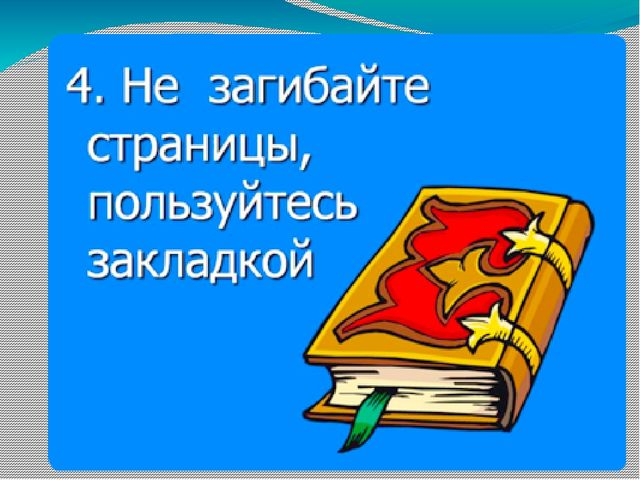 4. Не загибайте
страницы,
пользуйтесь
закладкой